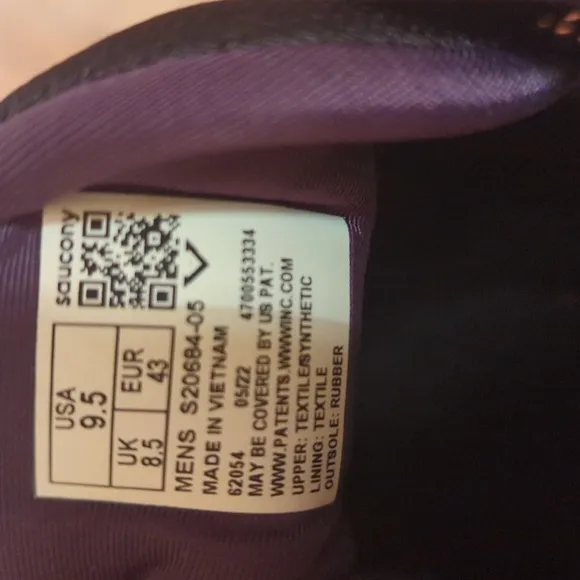 saucony
USA
9.5
UK
8.5
EUR
43
MENS S20684-05
MADE IN VIETNAM
62054 05/22 4700553334
MAY BE COVERED BY US PAT.
WWW.PATENTS.WWWINC.COM
UPPER: TEXTILE/SYNTHETIC
LINING: TEXTILE
OUTSOLE: RUBBER